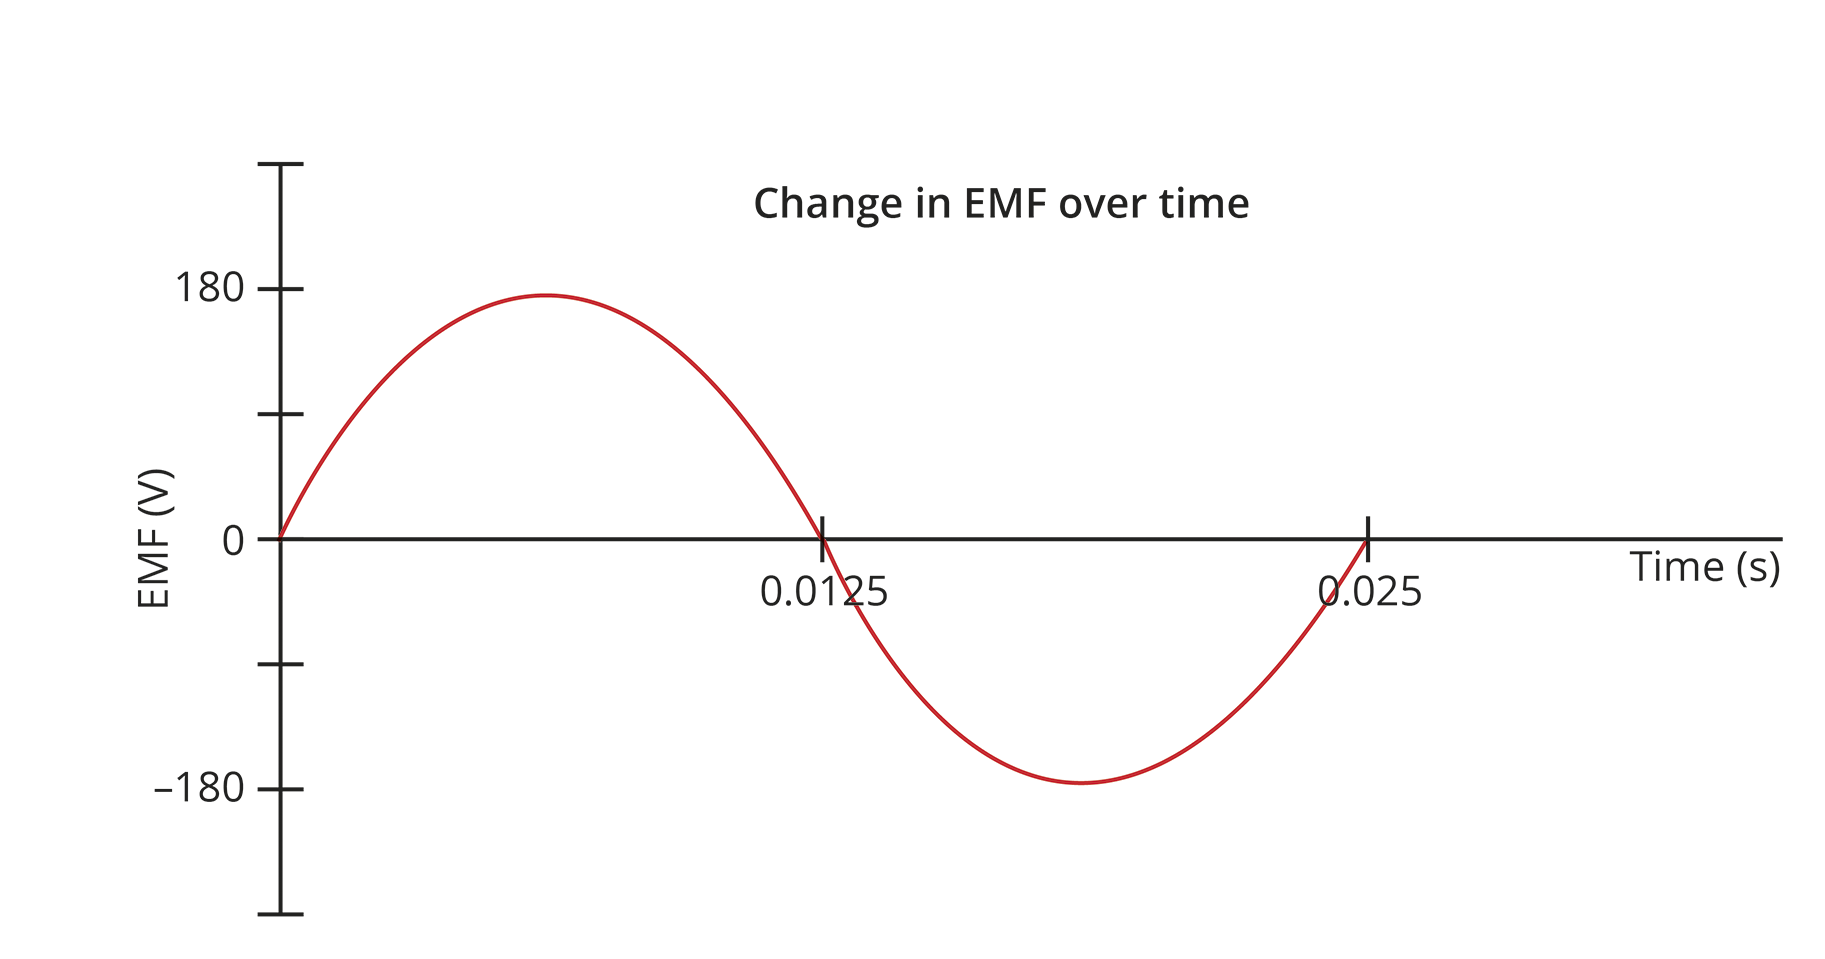 Change in EMF over time
180
EMF (V)
0
Time (s)
0.0125
0.025
–180